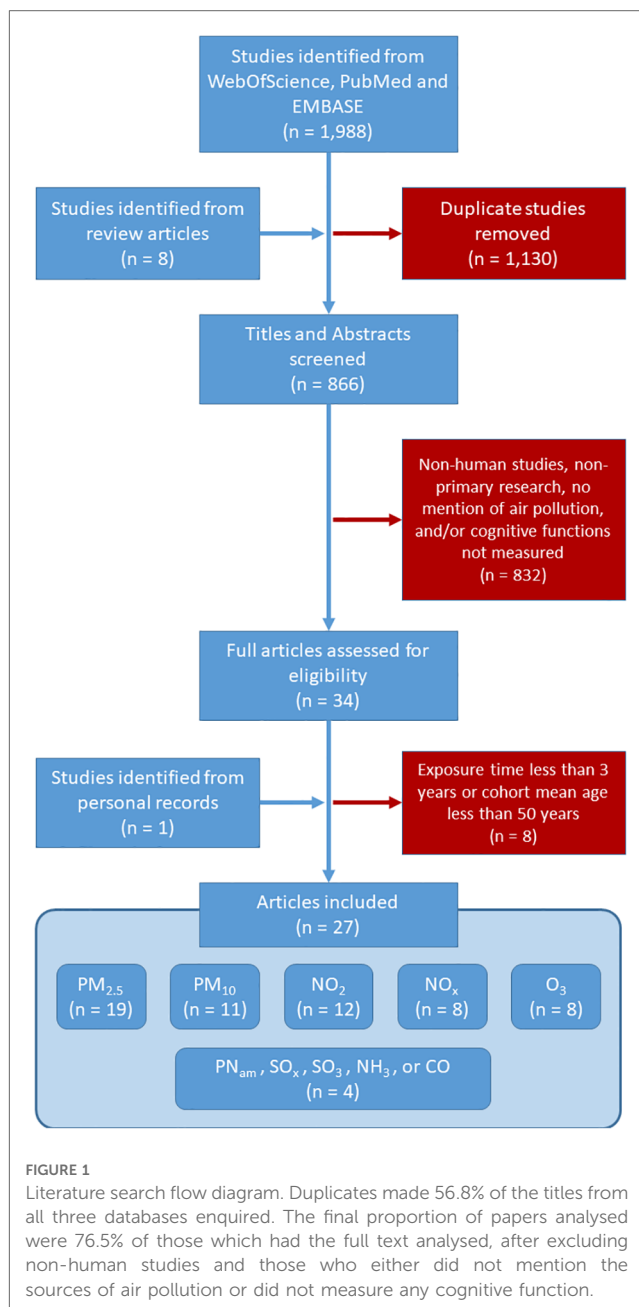 Studies identified from
WebOfScience, PubMed and
EMBASE
(n = 1,988)
Studies identified from
review articles
(n = 8)
Duplicate studies
removed
(n = 1,130)
Titles and Abstracts
screened
(n = 866)
Non-human studies, non-
primary research, no
mention of air pollution,
and/or cognitive functions
not measured
(n = 832)
Full articles assessed for
eligibility
(n = 34)
Studies identified from
personal records
(n = 1)
Exposure time less than 3
years or cohort mean age
less than 50 years
(n = 8)
Articles included
(n = 27)
PM2.5
(n = 19)
PM10
(n = 11)
NO2
(n = 12)
NOx
(n = 8)
O3
(n = 8)
PNam, SOx, SO3, NH3, or CO
(n = 4)
FIGURE 1
Literature search flow diagram. Duplicates made 56.8% of the titles from
all three databases enquired. The final proportion of papers analysed
were 76.5% of those which had the full text analysed, after excluding
non-human studies and those who either did not mention the
sources of air pollution or did not measure any cognitive function.